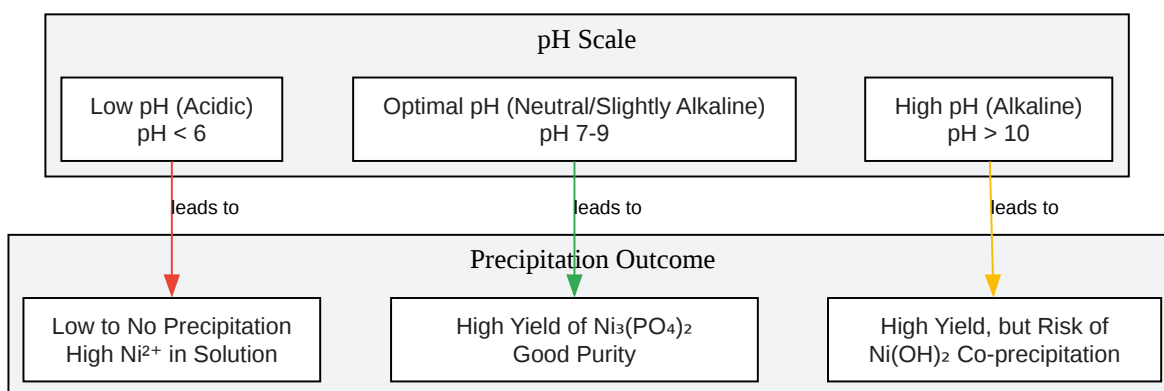 pH Scale
Low pH (Acidic)
pH < 6
Optimal pH (Neutral/Slightly Alkaline)
pH 7-9
High pH (Alkaline)
pH > 10
leads to
leads to
leads to
Precipitation Outcome
Low to No Precipitation
High Ni²⁺ in Solution
High Yield of Ni₃(PO₄)₂
Good Purity
High Yield, but Risk of
Ni(OH)₂ Co-precipitation